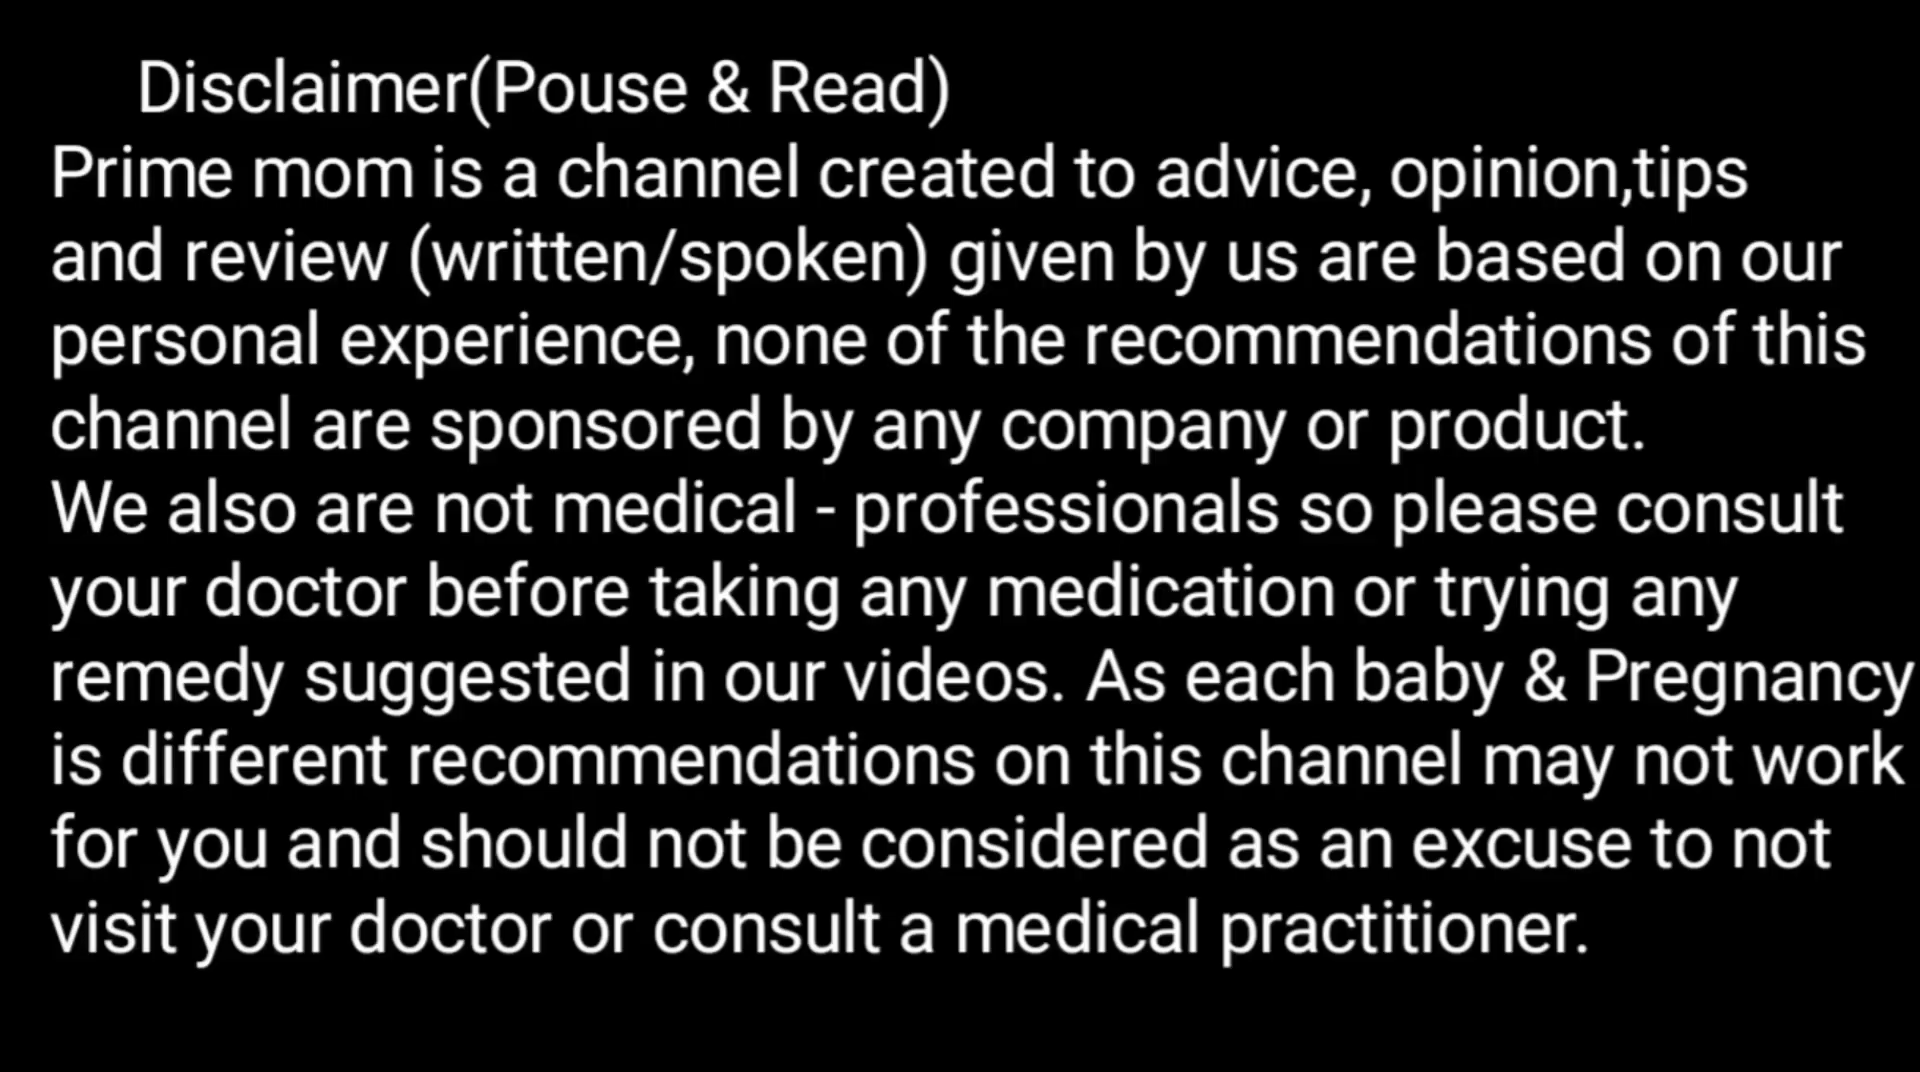 Disclaimer(Pouse & Read)
Prime mom is a channel created to advice, opinion,tips
and review (written/spoken) given by us are based on our
personal experience, none of the recommendations of this
channel are sponsored by any company or product.
We also are not medical - professionals so please consult
your doctor before taking any medication or trying any
remedy suggested in our videos. As each baby & Pregnancy
is different recommendations on this channel may not work
for you and should not be considered as an excuse to not
visit your doctor or consult a medical practitioner.